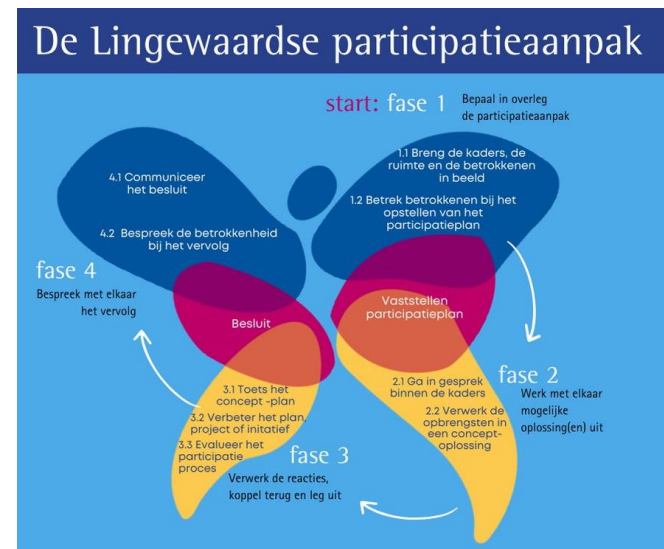 De Lingewaardse participatieaanpak
start: fase 1
Bepaal in overleg
de participatieaanpak
1.1 Breng de kaders, de
ruimte en de betrokkenen
in beeld
1.2 Betrek betrokkenen bij het
opstellen van het
participatieplan
Vaststellen
participatieplan
fase 2
Werk met elkaar
mogelijke
oplossing(en) uit
2.1 Ga in gesprek
binnen de kaders
2.2 Verwerk de
opbrengsten in
een concept-
oplossing
fase 3
Verwerk de reacties,
koppel terug en leg uit
3.1 Toets het
concept -plan
3.2 Verbeter het plan,
project of initatief
3.3 Evalueer het
participatie
proces
Besluit
fase 4
Bespreek met elkaar
het vervolg
4.1 Communiceer
het besluit
4.2 Bespreek de betrokkenheid
bij het vervolg